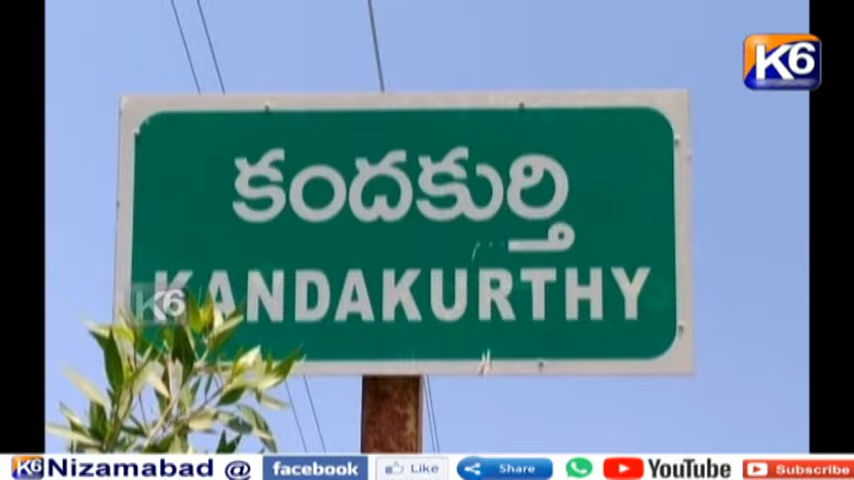 K6
కందకుర్తి
KANDAKURTHY
K6
K6 Nizamabad @ facebook Like Share YouTube Subscribe